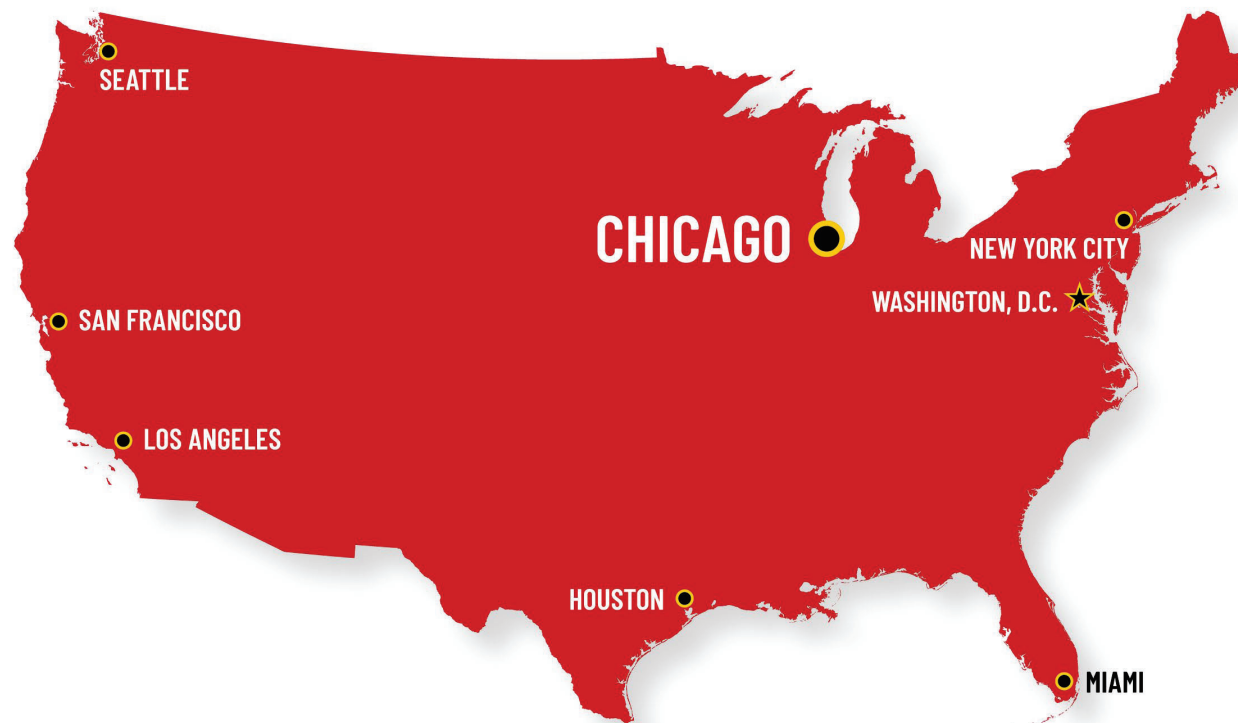 SEATTLE
CHICAGO
NEW YORK CITY
WASHINGTON, D.C.
SAN FRANCISCO
LOS ANGELES
HOUSTON
MIAMI